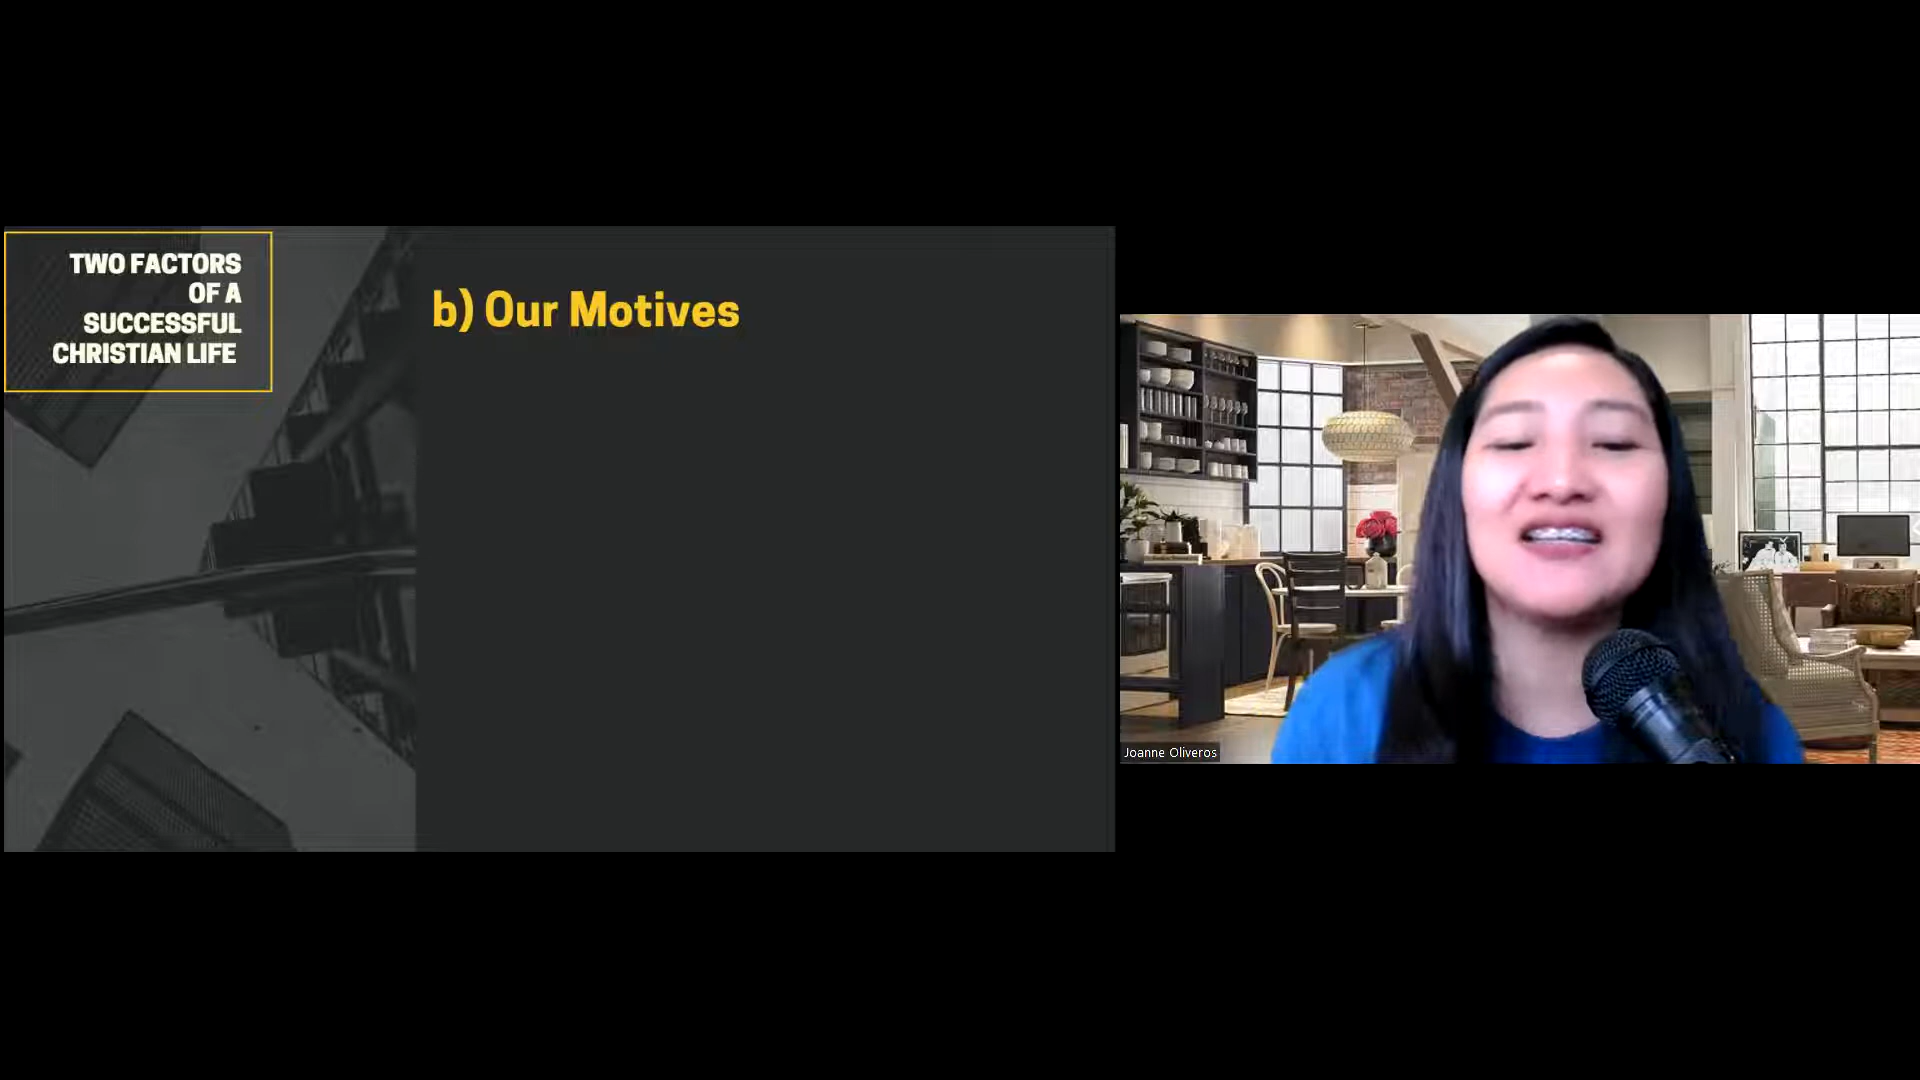 TWO FACTORS
OF A
SUCCESSFUL
CHRISTIAN LIFE
b) Our Motives
Joanne Oliveros